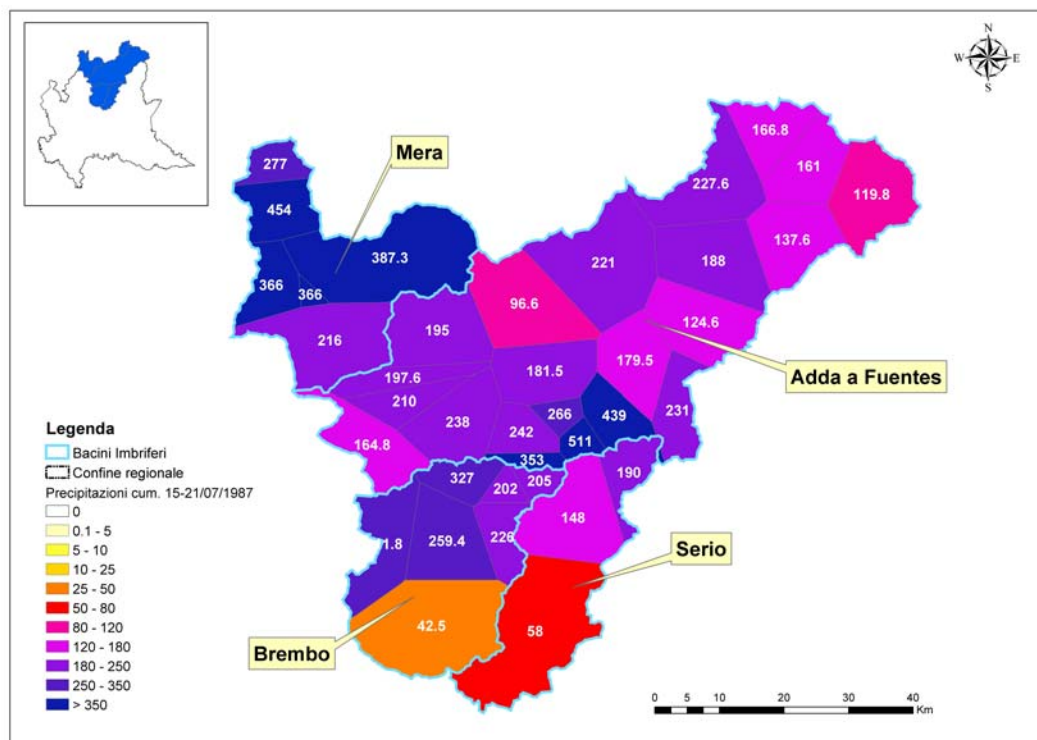 N
W E
S
166.8
161
277
Mera
227.6
119.8
454
137.6
387.3
221
188
366
366
96.6
124.6
216
195
179.5
181.5
Adda a Fuentes
197.6
210
266
439
231
238
242
511
164.8
353
327
205
190
202
148
1.8
259.4
226
Serio
42.5
58
Brembo
Legenda
Bacini Imbriferi
Confine regionale
Precipitazioni cum. 15-21/07/1987
0
0.1 - 5
5 - 10
10 - 25
25 - 50
50 - 80
80 - 120
120 - 180
180 - 250
250 - 350
> 350
0 10 20 30 40
Km